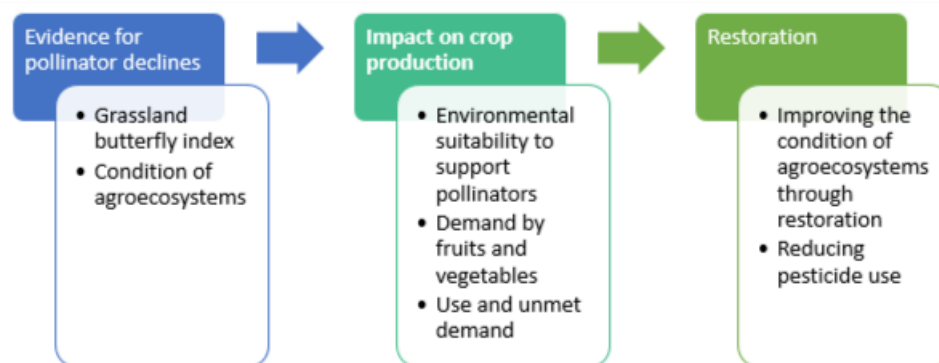 Evidence for
pollinator declines
• Grassland
butterfly index
• Condition of
agroecosystems
Impact on crop
production
• Environmental
suitability to
support
pollinators
• Demand by
fruits and
vegetables
• Use and unmet
demand
Restoration
• Improving the
condition of
agroecosystems
through
restoration
• Reducing
pesticide use